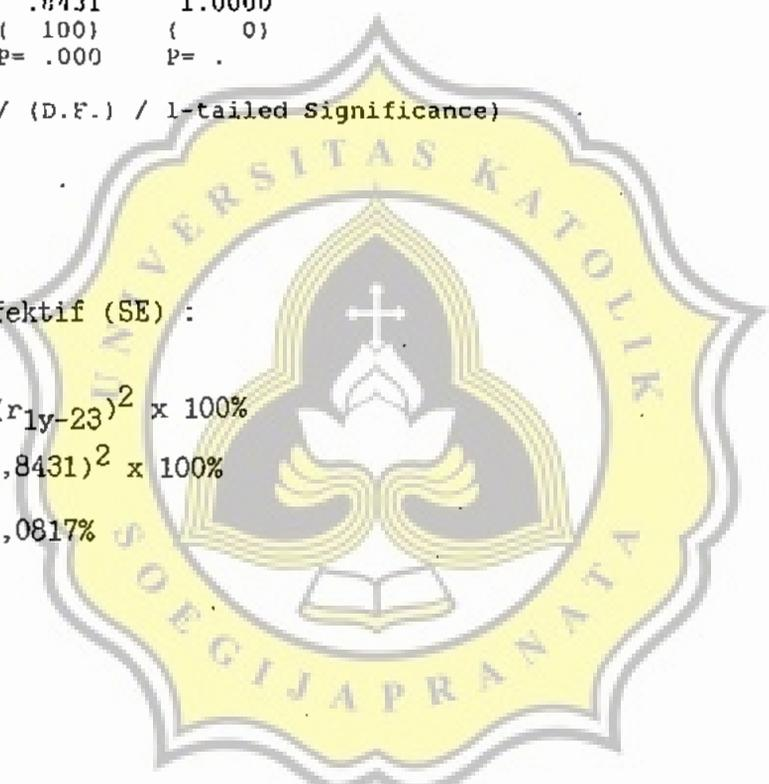 .8431 1.0000
( 100) ( 0)
P= .000 P= .
/ (D.F.) / 1-tailed Significance)
UNIVERSITAS KATOLIK
fektif (SE) :
(r1y-23)2 x 100%
,8431)2 x 100%
,0817%
SOEGIJAPRANATA